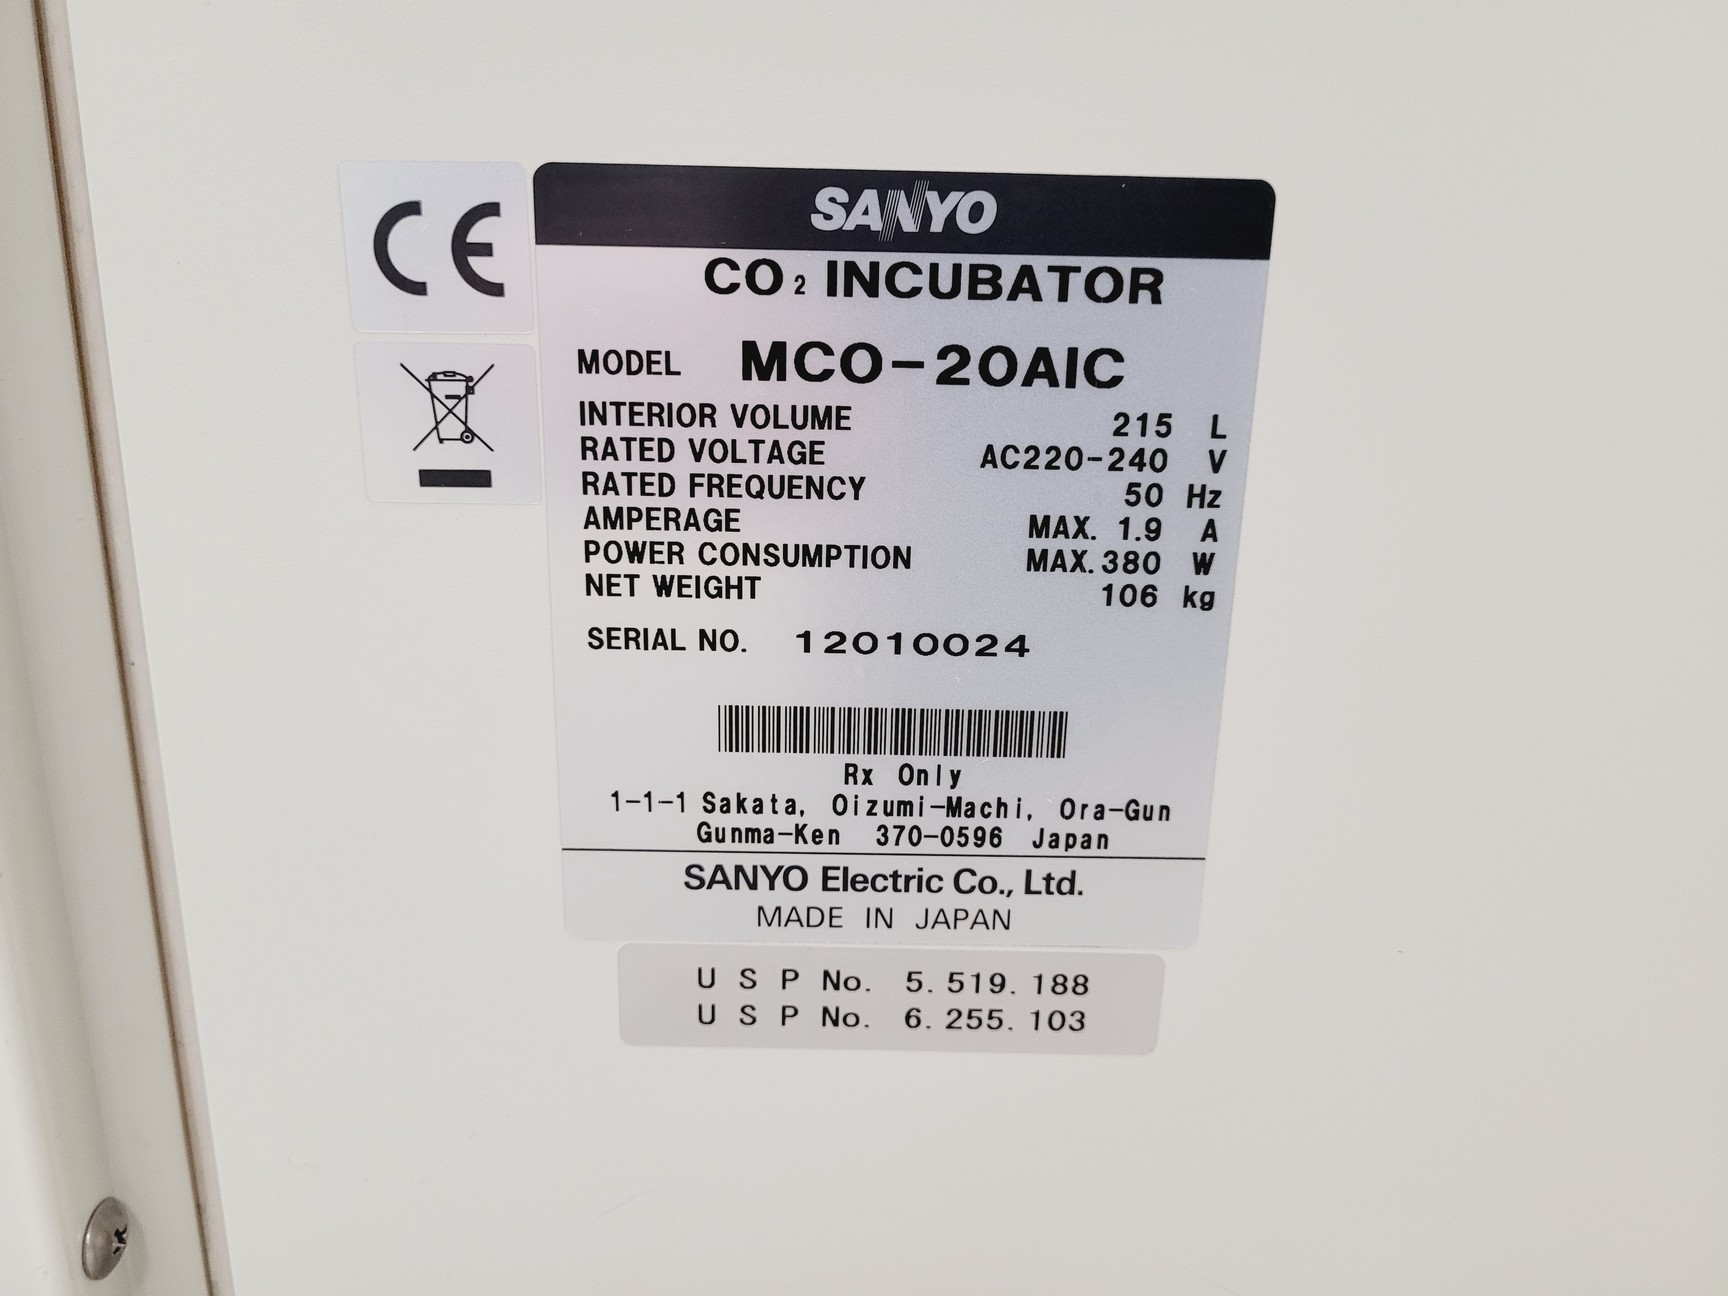 CE
SANYO
CO₂ INCUBATOR
MODEL MCO-20AIC
INTERIOR VOLUME 215 L
RATED VOLTAGE AC220-240 V
RATED FREQUENCY 50 Hz
AMPERAGE MAX. 1.9 A
POWER CONSUMPTION MAX. 380 W
NET WEIGHT 106 kg
SERIAL NO. 12010024
Rx Only
1-1-1 Sakata, Oizumi-Machi, Ora-Gun
Gunma-Ken 370-0596 Japan
SANYO Electric Co., Ltd.
MADE IN JAPAN
U S P No. 5. 519. 188
U S P No. 6. 255. 103